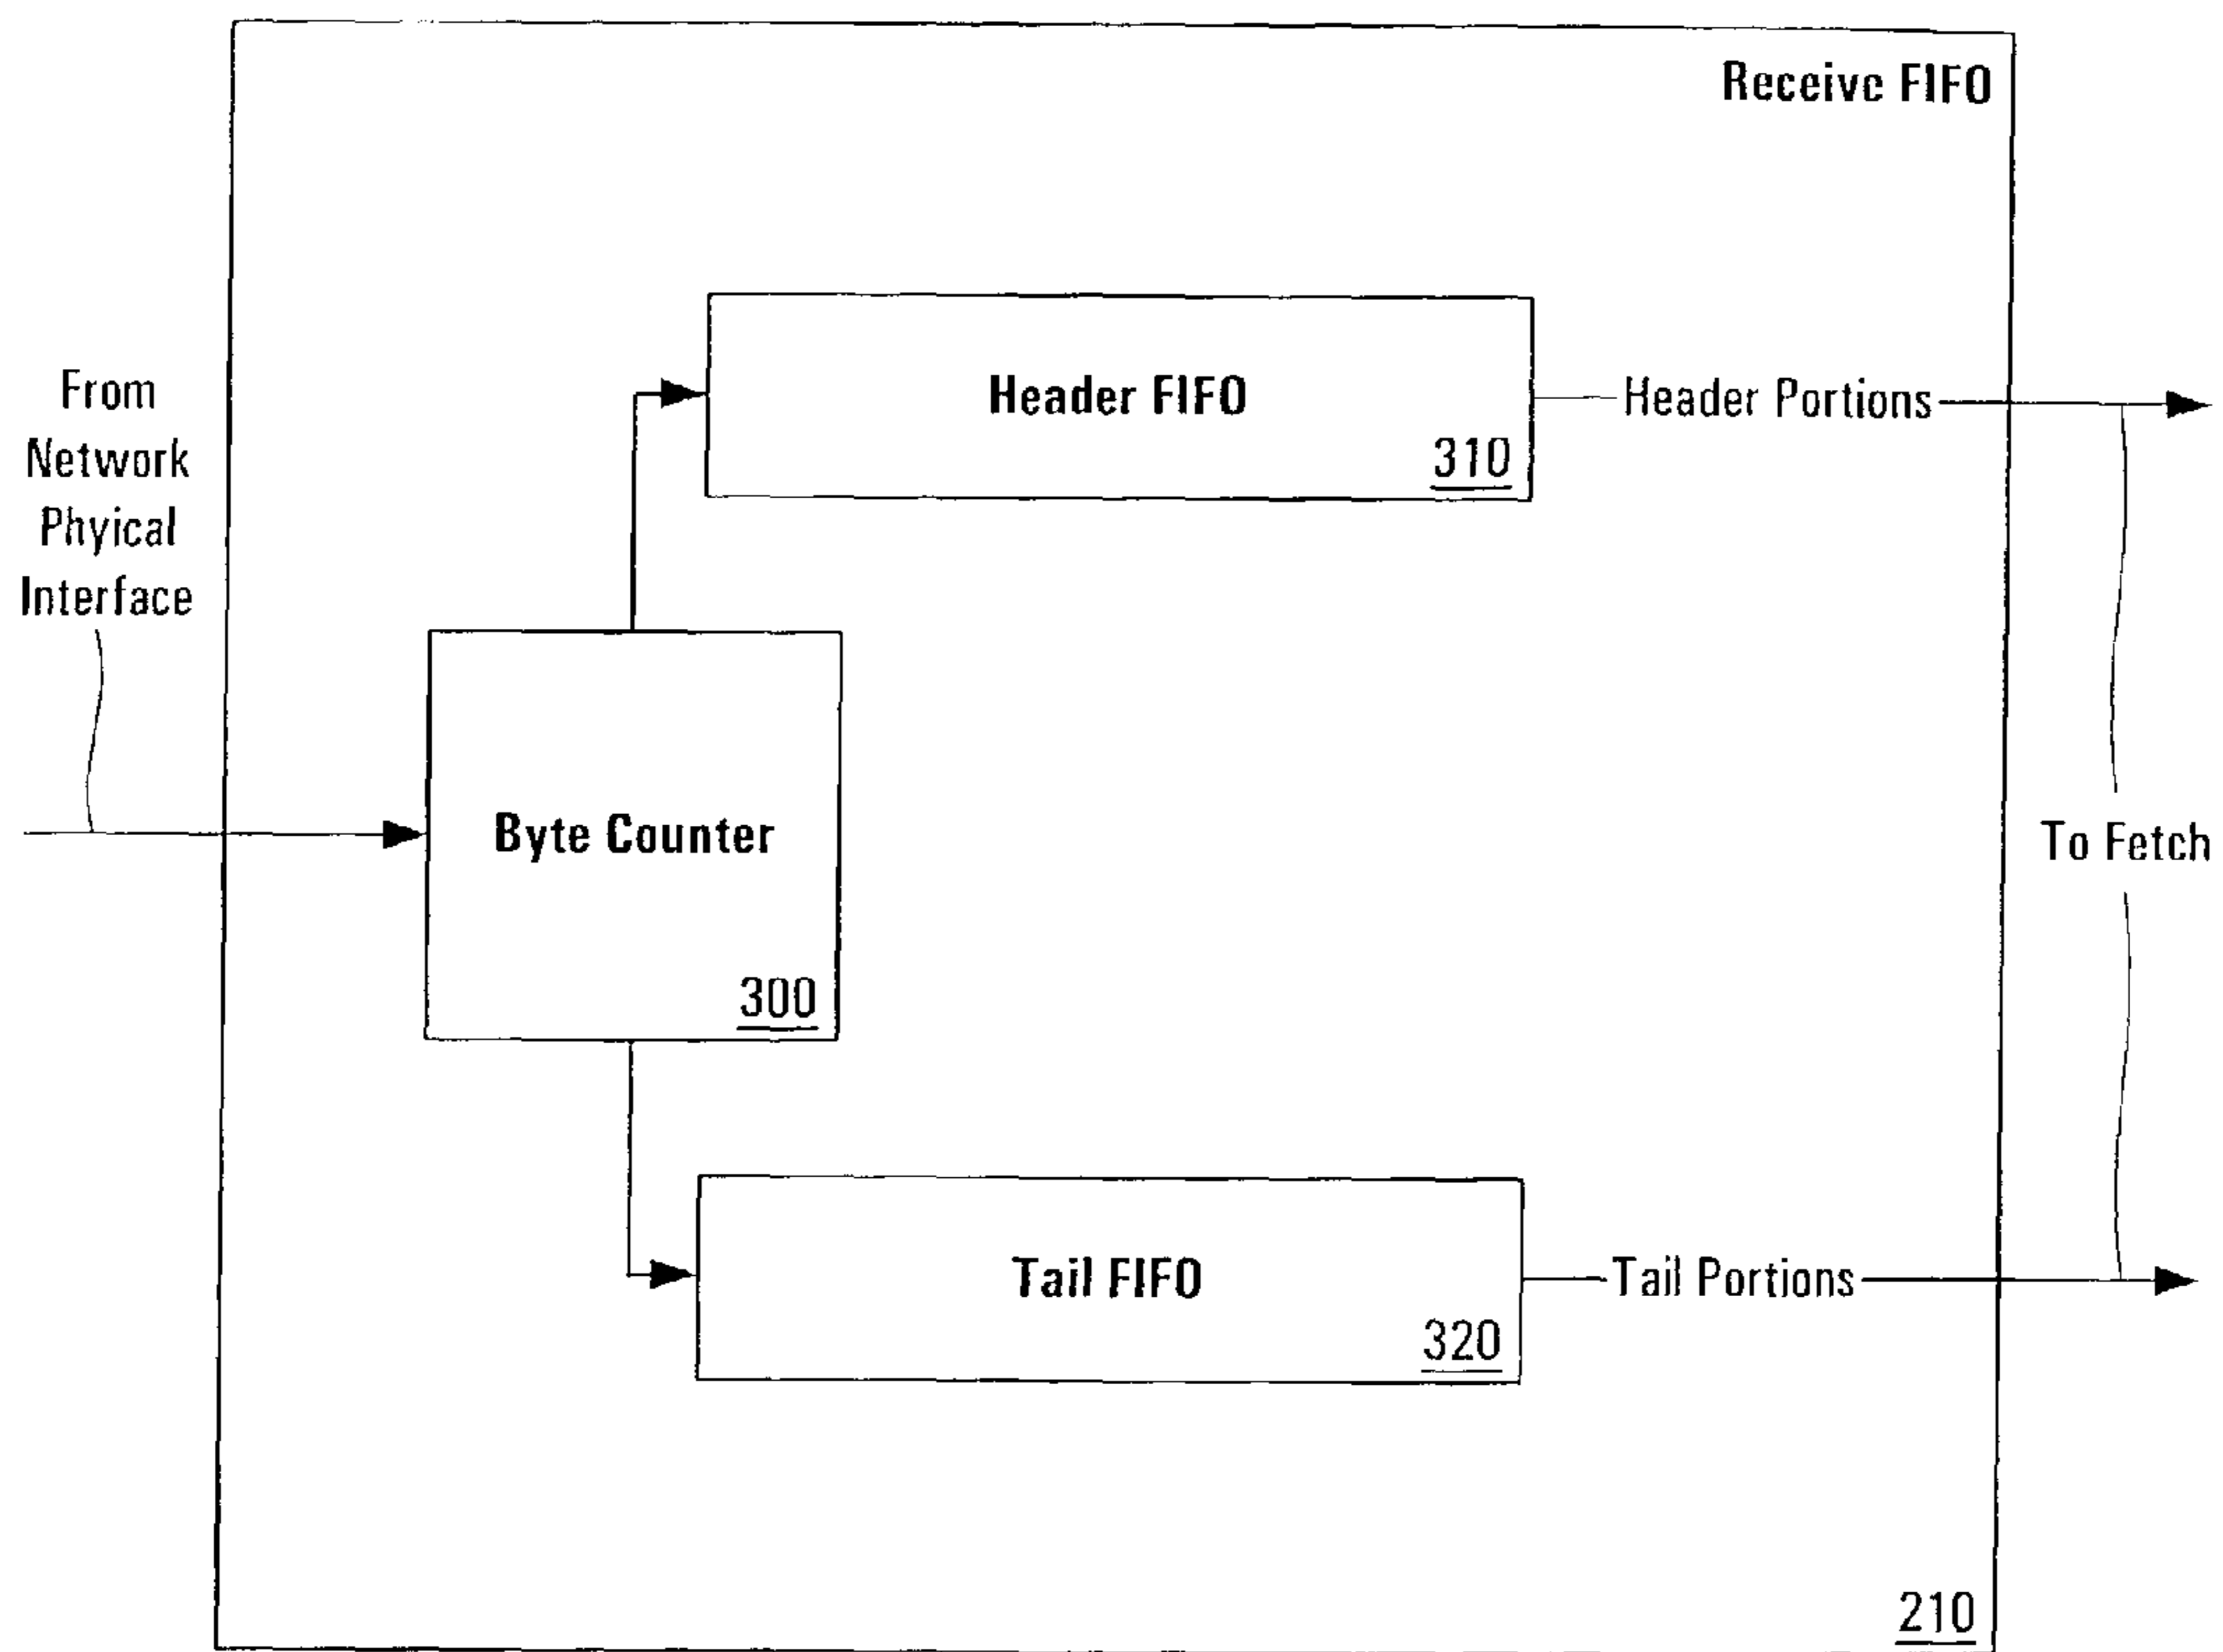 Receive FIFO
From
Network
Phyical
Interface
Header FIFO
310
Header Portions
Byte Counter
300
To Fetch
Tail FIFO
320
Tail Portions
210